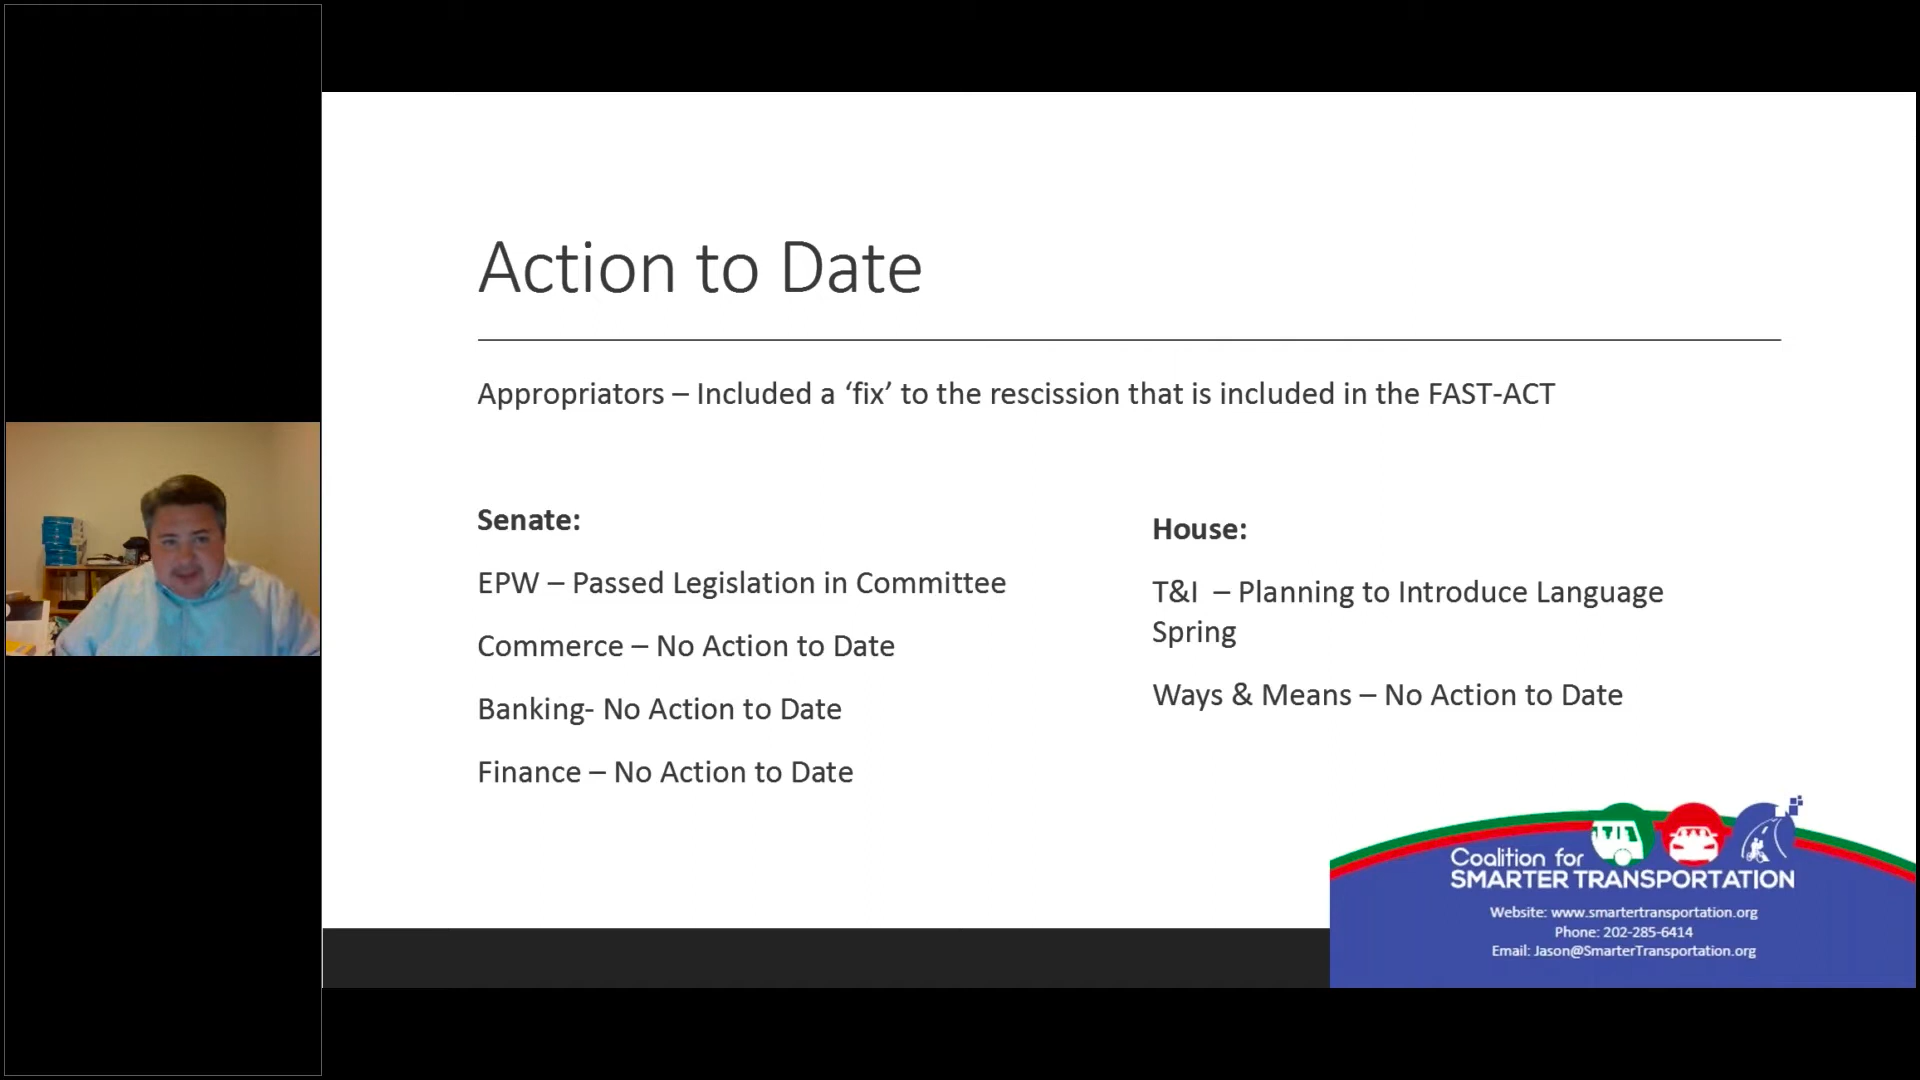 Action to Date
Appropriators – Included a ‘fix’ to the rescission that is included in the FAST-ACT
Senate:
EPW – Passed Legislation in Committee
Commerce – No Action to Date
Banking- No Action to Date
Finance – No Action to Date
House:
T&I – Planning to Introduce Language
Spring
Ways & Means – No Action to Date
Coalition for
SMARTER TRANSPORTATION
Website: www.smartertransportation.org
Phone: 202-285-6414
Email: Jason@SmarterTransportation.org